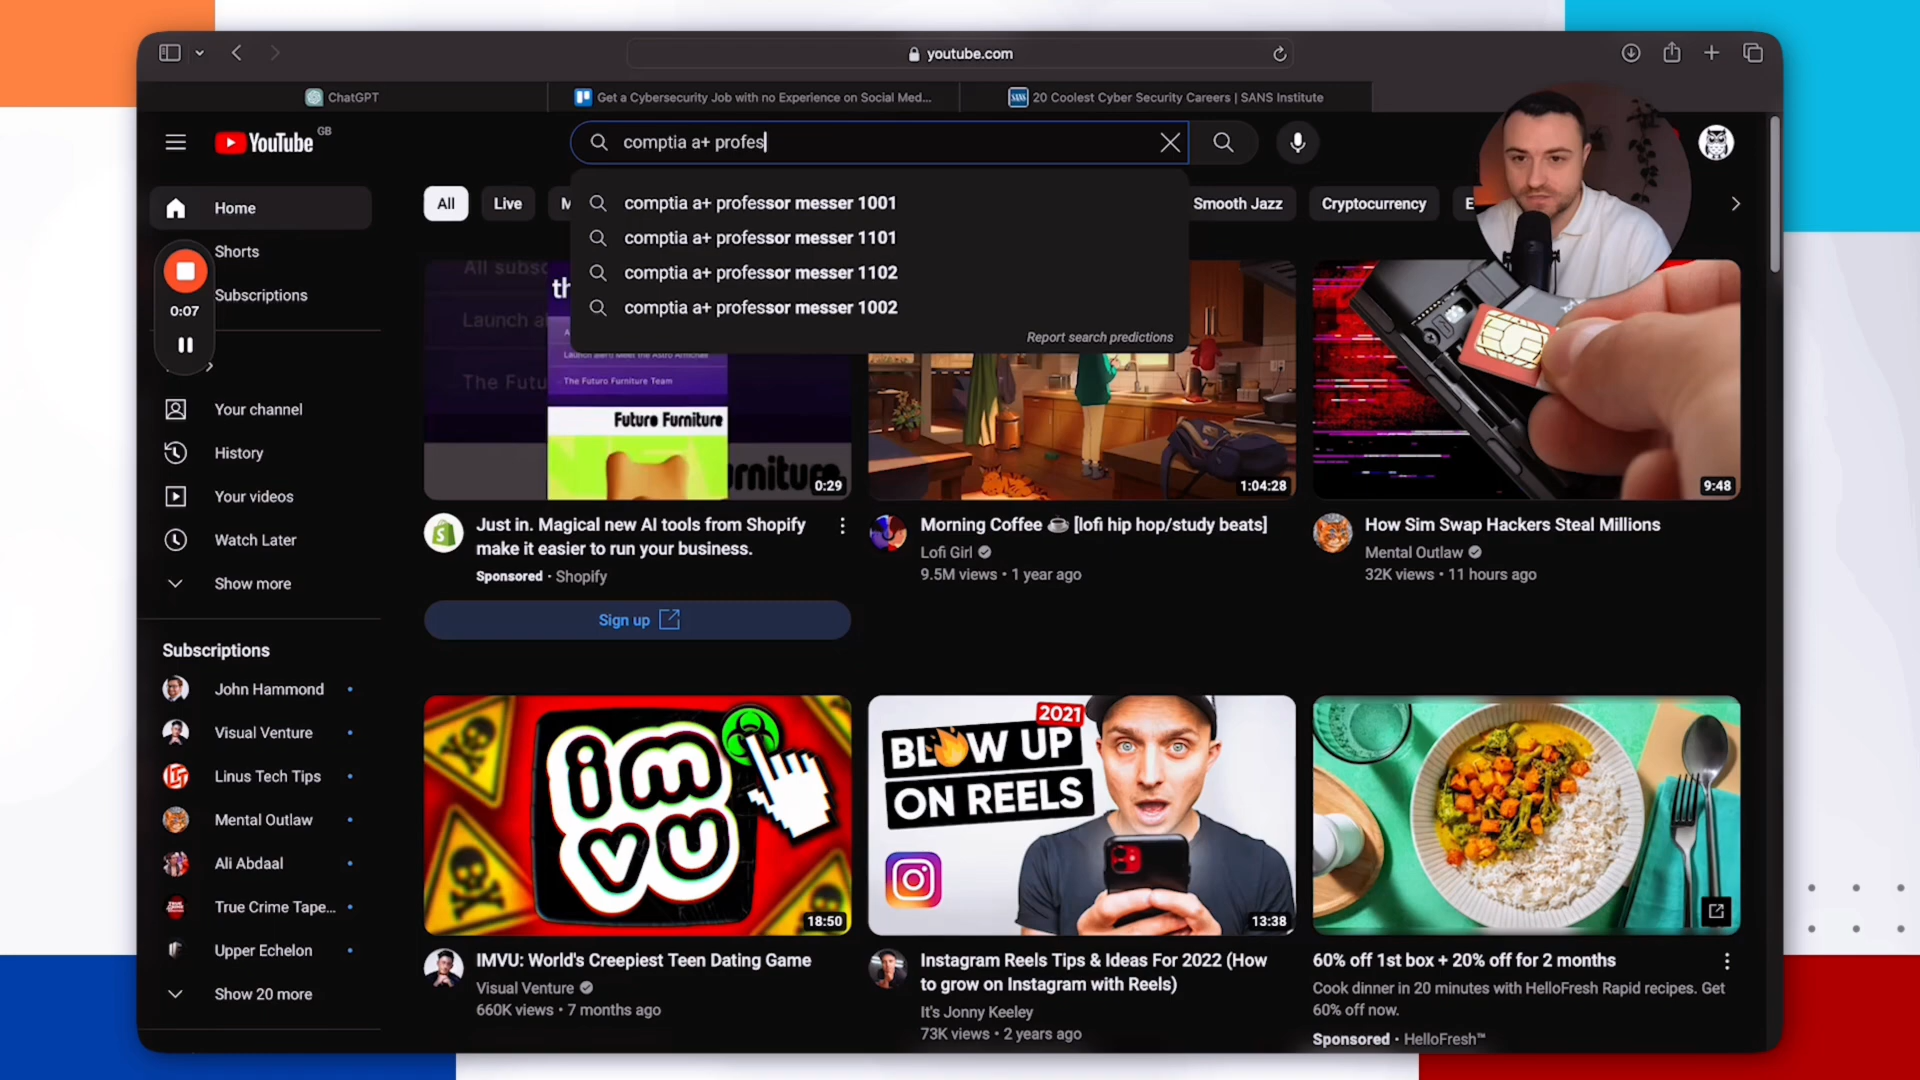 youtube.com
ChatGPT
Get a Cybersecurity Job with no Experience on Social Med...
SANS
20 Coolest Cyber Security Careers | SANS Institute
YouTube GB
comptia a+ profes
comptia a+ professor messer 1001
comptia a+ professor messer 1101
comptia a+ professor messer 1102
comptia a+ professor messer 1002
Report search predictions
All
Live
M
Smooth Jazz
Cryptocurrency
E
Home
Shorts
Subscriptions
0:07
Your channel
History
Your videos
Watch Later
Show more
Subscriptions
John Hammond
Visual Venture
Linus Tech Tips
Mental Outlaw
Ali Abdaal
True Crime Tape...
Upper Echelon
Show 20 more
All subsc
th
Launch al
The Futu
The Futuro Furniture Team
Futuro Furniture
urniture.
0:29
Just in. Magical new AI tools from Shopify
make it easier to run your business.
Sponsored • Shopify
Sign up
1:04:28
Morning Coffee ☕ [lofi hip hop/study beats]
Lofi Girl
9.5M views • 1 year ago
9:48
How Sim Swap Hackers Steal Millions
Mental Outlaw
32K views • 11 hours ago
imvu
18:50
IMVU: World's Creepiest Teen Dating Game
Visual Venture
660K views • 7 months ago
2021
BLOW UP
ON REELS
13:38
Instagram Reels Tips & Ideas For 2022 (How
to grow on Instagram with Reels)
It's Jonny Keeley
73K views • 2 years ago
60% off 1st box + 20% off for 2 months
Cook dinner in 20 minutes with HelloFresh Rapid recipes. Get
60% off now.
Sponsored • HelloFresh™